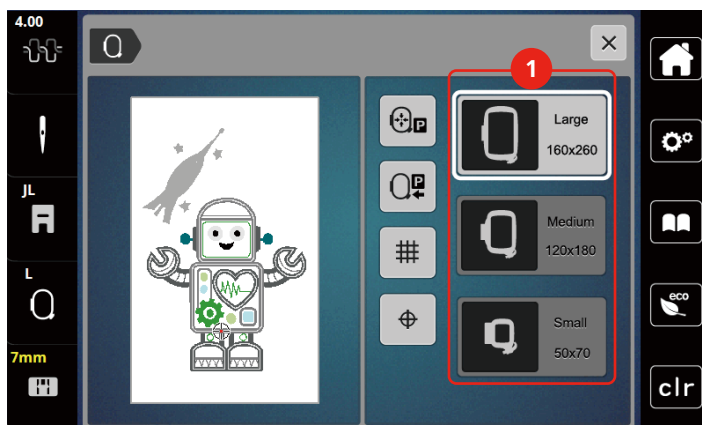 4.00
JL
L
7mm
P
P
1
Large
160x260
Medium
120x180
Small
50x70
eco
clr